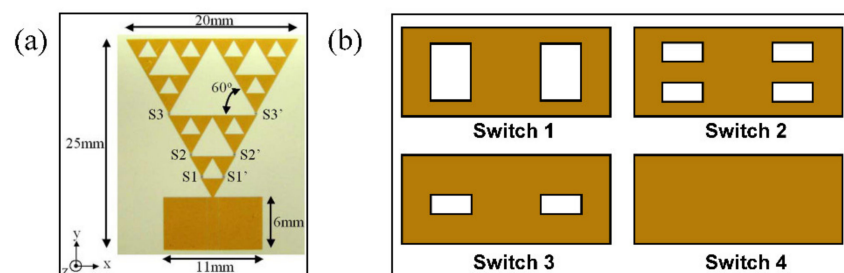 (a)
20mm
60°
S3 S3'
25mm
S2 S2'
S1 S1'
6mm
y
z x
11mm
(b)
Switch 1
Switch 2
Switch 3
Switch 4